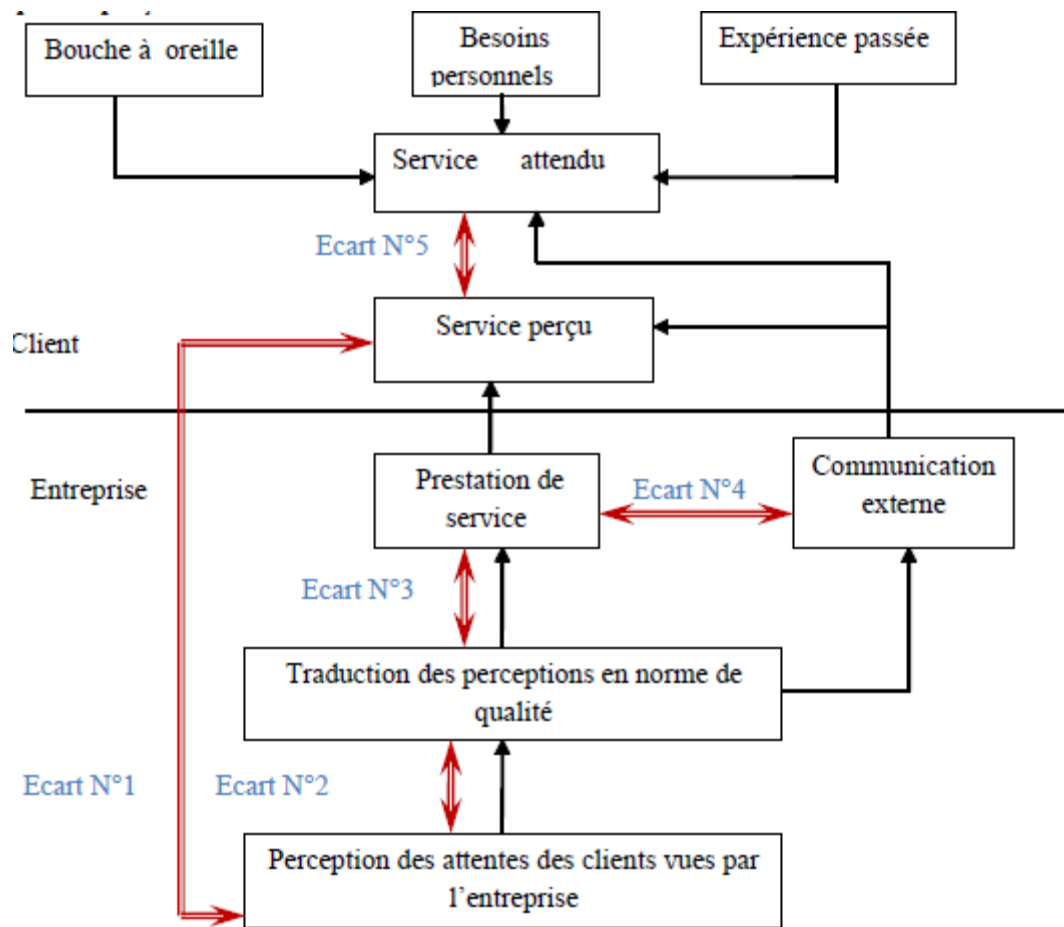 Bouche à oreille
Besoins
personnels
Expérience passée
Service attendu
Ecart N°5
Service perçu
Client
Entreprise
Prestation de
service
Ecart N°4
Communication
externe
Ecart N°3
Traduction des perceptions en norme de
qualité
Ecart N°1
Ecart N°2
Perception des attentes des clients vues par
l’entreprise